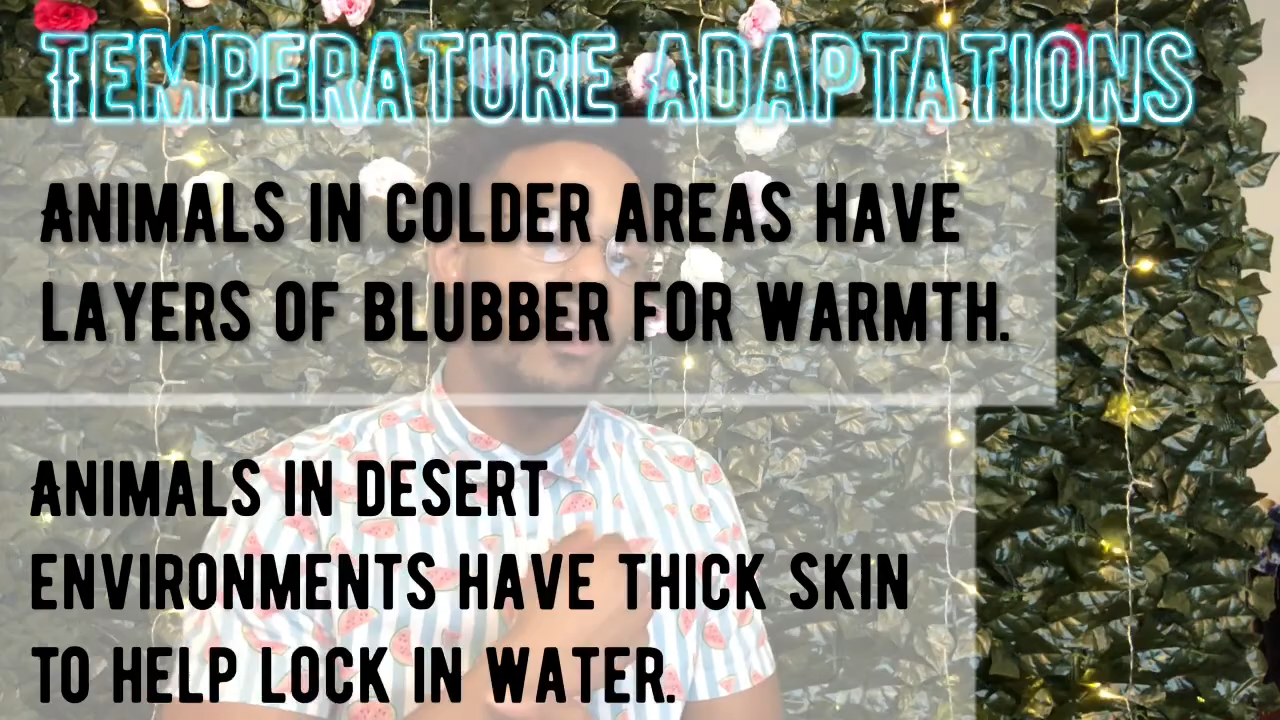 TEMPERATURE ADAPTATIONS
ANIMALS IN COLDER AREAS HAVE
LAYERS OF BLUBBER FOR WARMTH.
ANIMALS IN DESERT
ENVIRONMENTS HAVE THICK SKIN
TO HELP LOCK IN WATER.